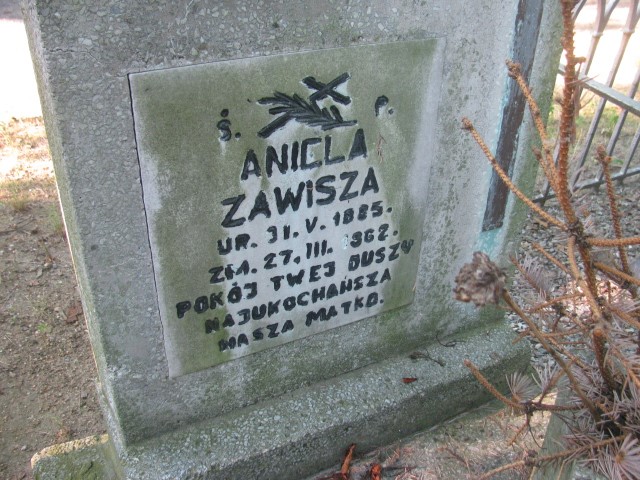 Ś. P.
ANIELA
ZAWISZA
UR. 31. V. 1885.
ZM. 27. III. 1962.
POKÓJ TWEJ DUSZY
NAJUKOCHAŃSZA
NASZA MATKO.